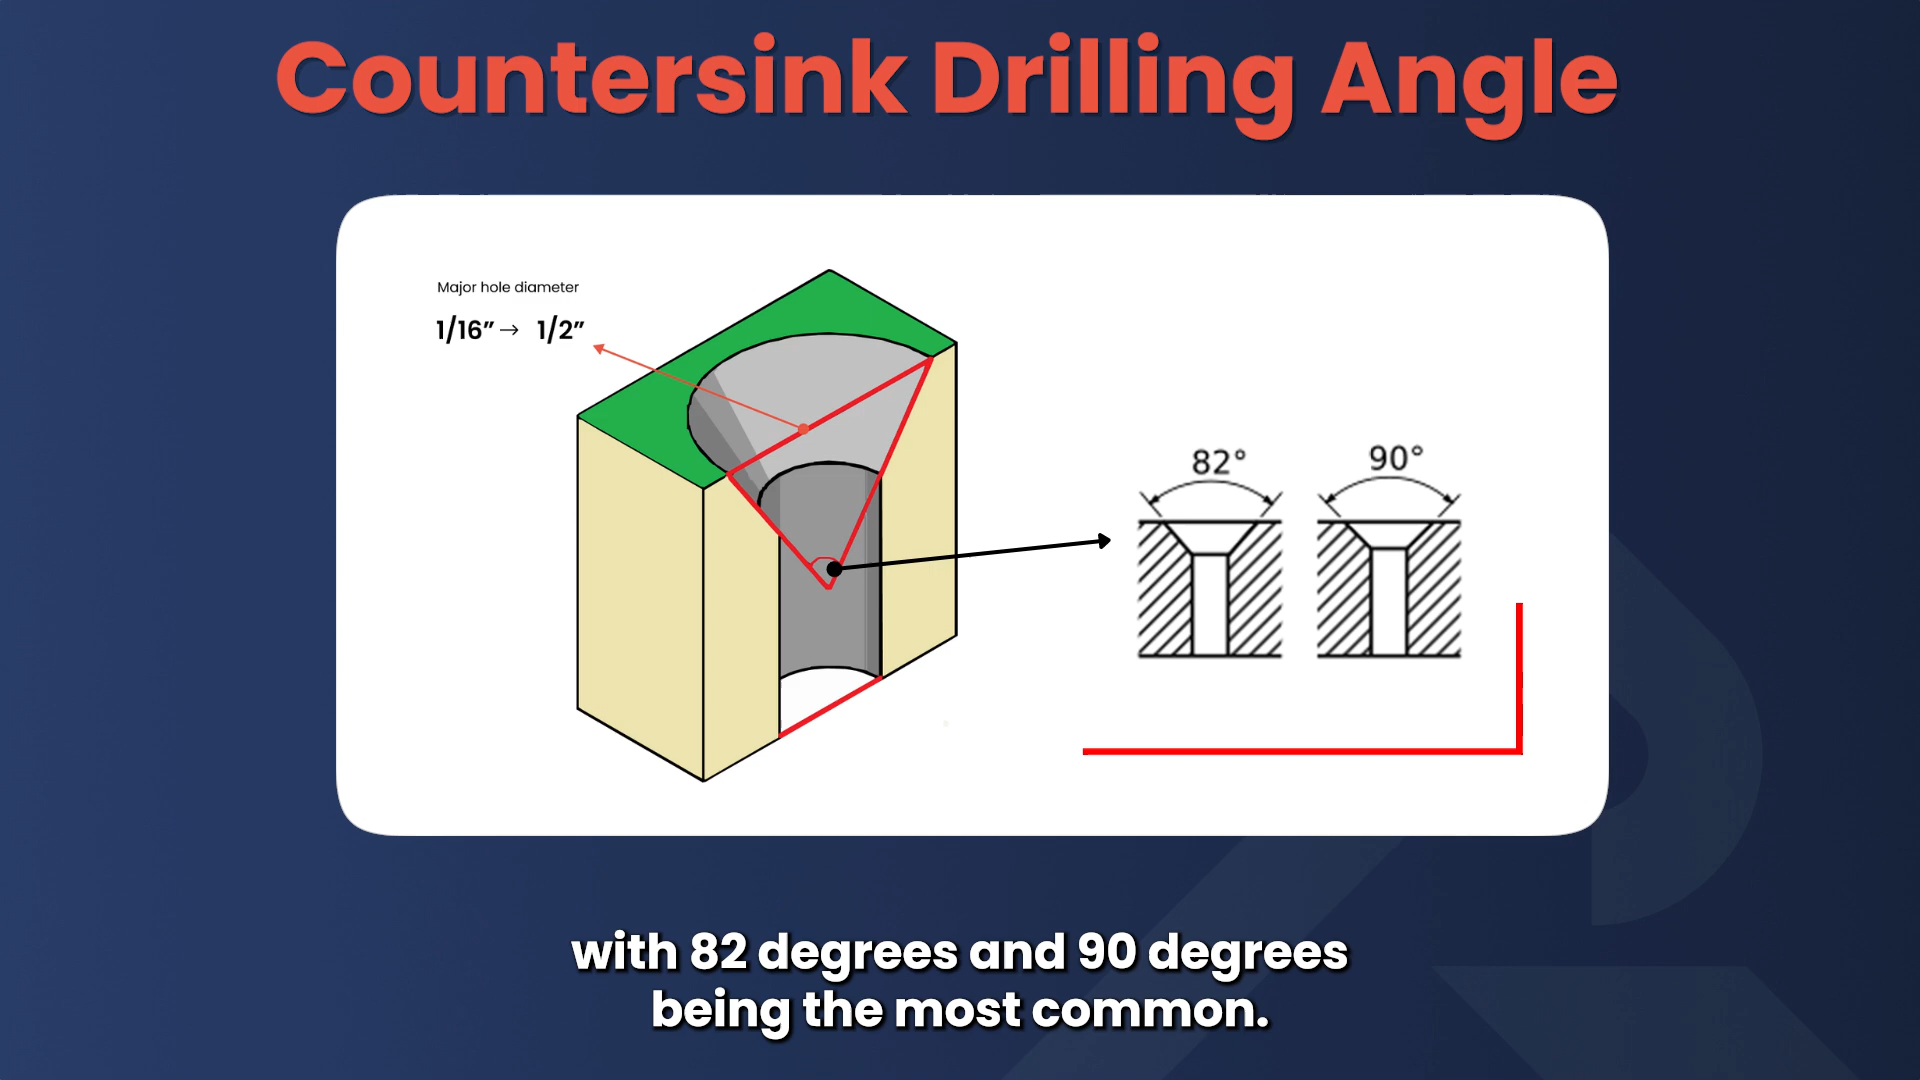 Countersink Drilling Angle
Major hole diameter
1/16” → 1/2”
82°
90°
with 82 degrees and 90 degrees
being the most common.